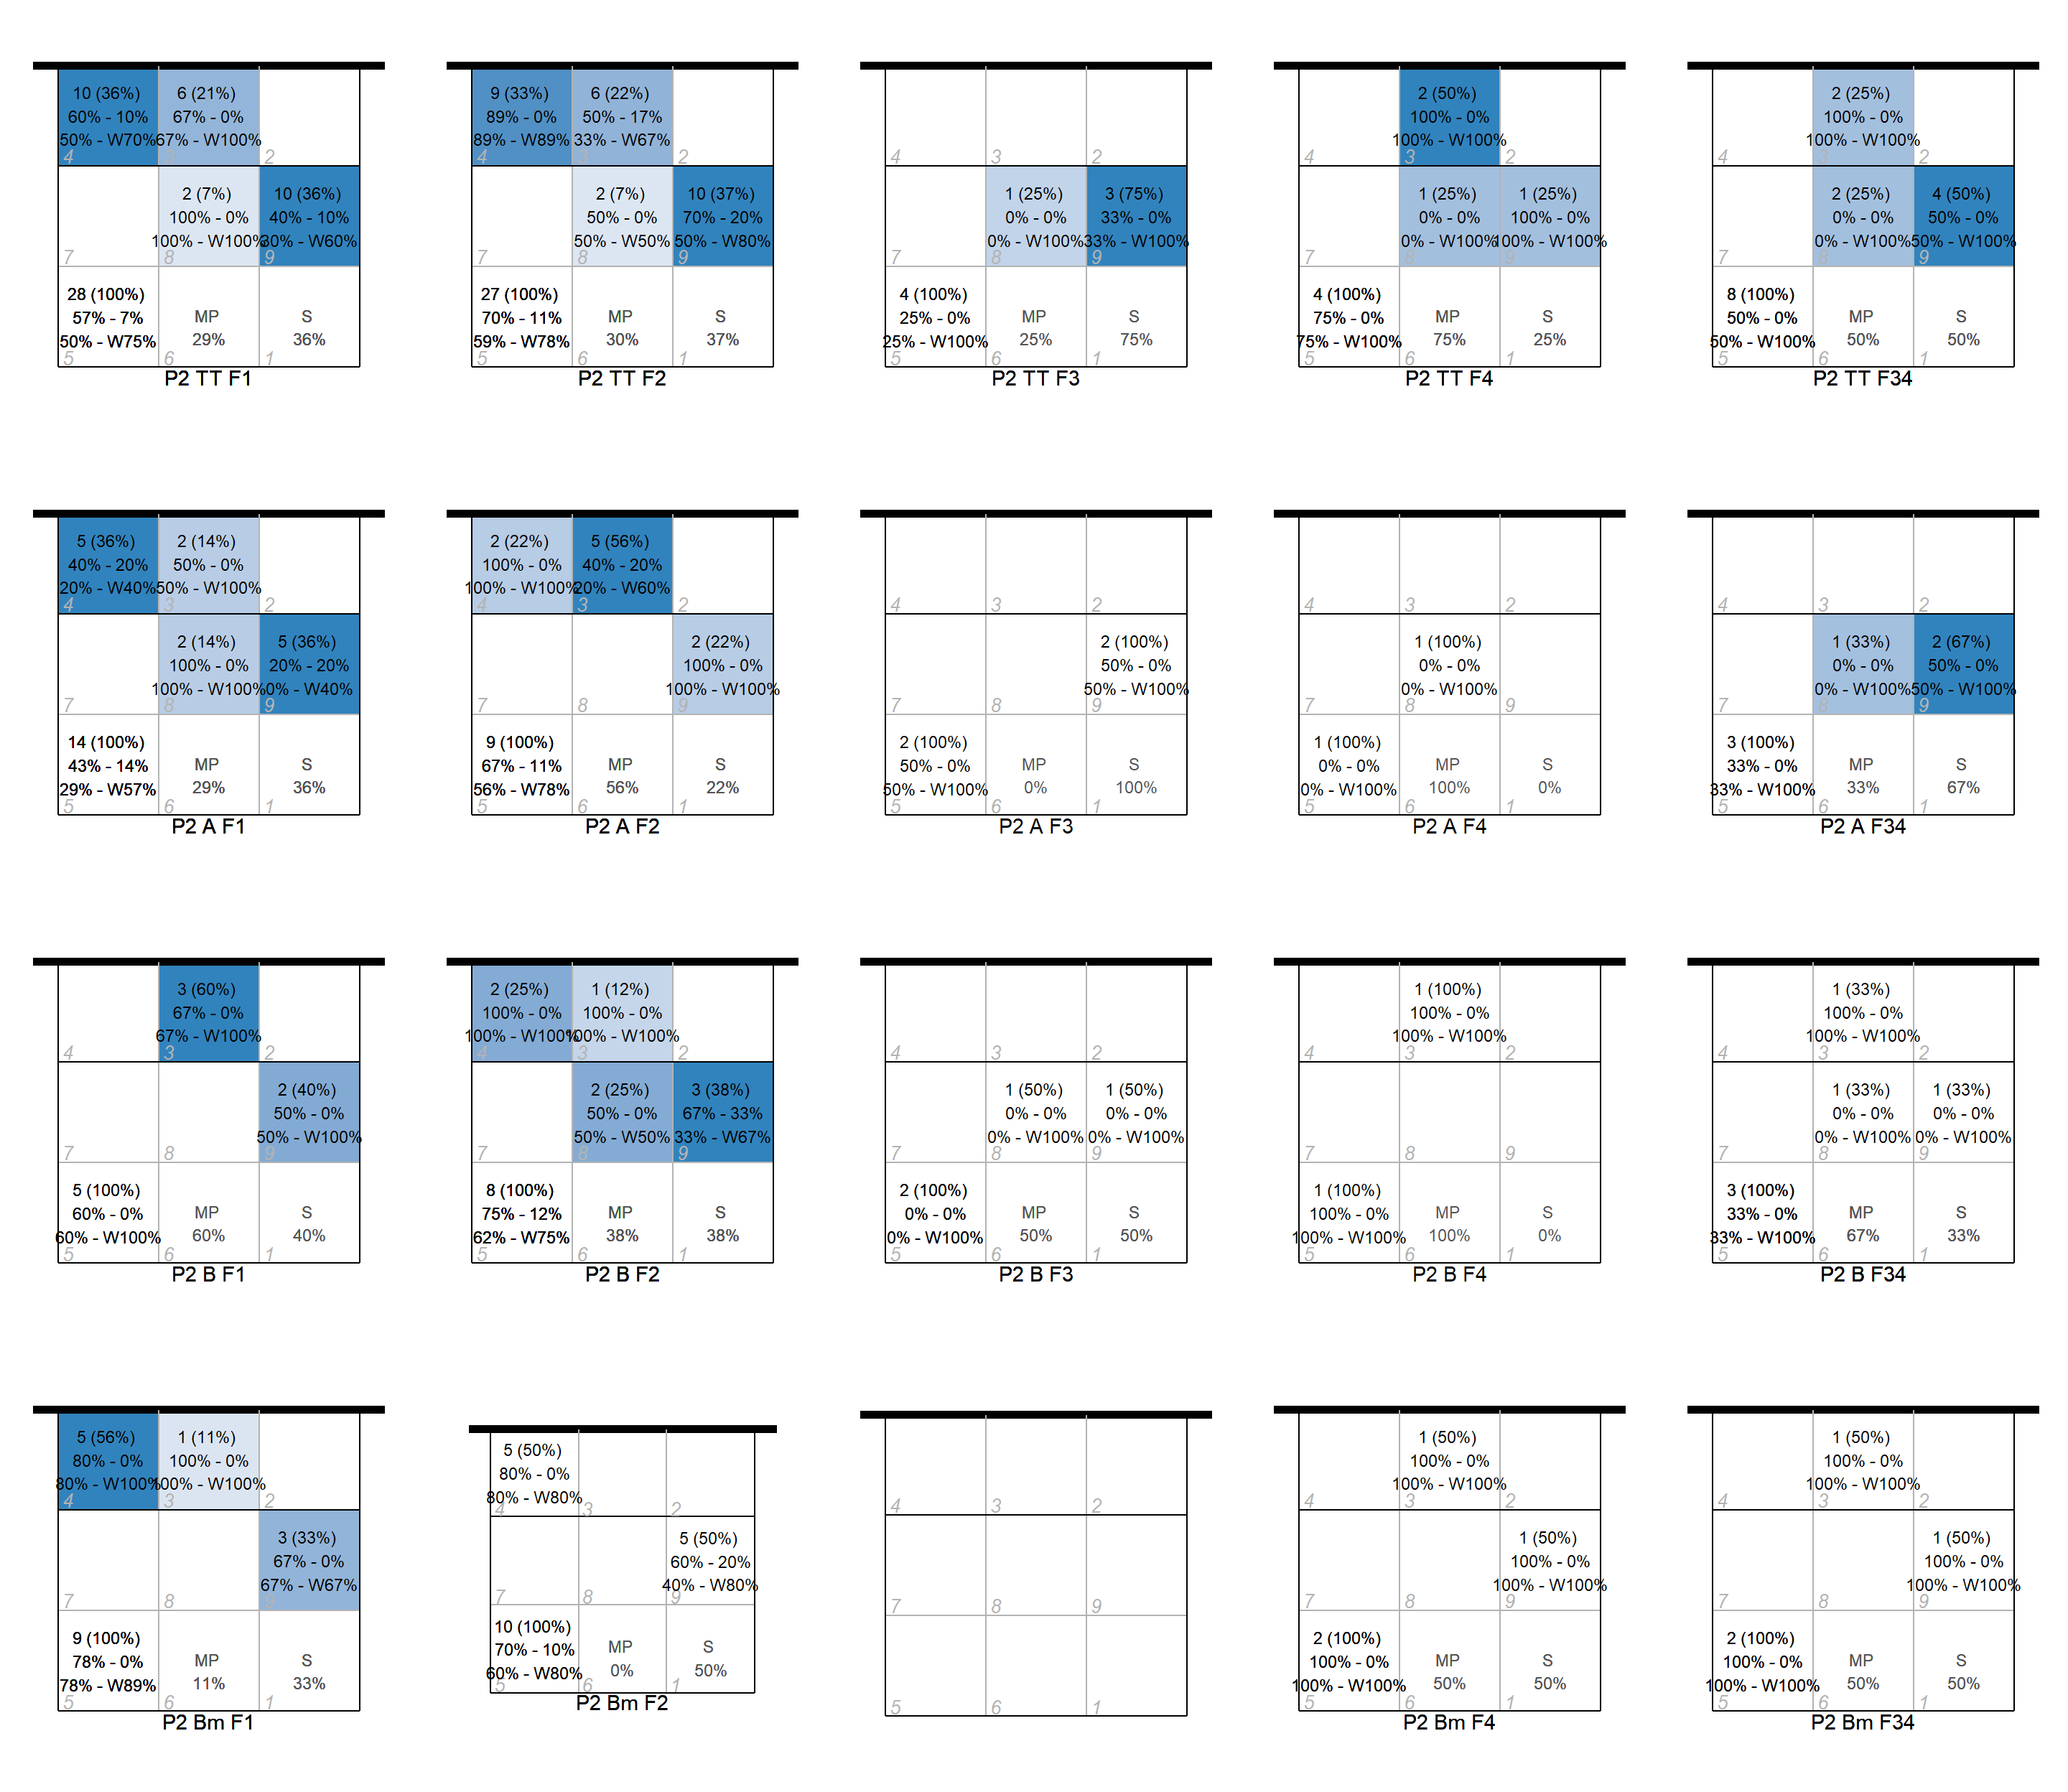 10 (36%)
60% - 10%
50% - W70%
4
6 (21%)
67% - 0%
67% - W100%
2
7
2 (7%)
100% - 0%
100% - W100%
8
10 (36%)
40% - 10%
30% - W60%
9
28 (100%)
57% - 7%
50% - W75%
5
MP
29%
6
S
36%
1
P2 TT F1
9 (33%)
89% - 0%
89% - W89%
4
6 (22%)
50% - 17%
33% - W67%
3
2
7
2 (7%)
50% - 0%
50% - W50%
8
10 (37%)
70% - 20%
50% - W80%
9
27 (100%)
70% - 11%
59% - W78%
5
MP
30%
6
S
37%
1
P2 TT F2
4
3
2
7
1 (25%)
0% - 0%
0% - W100%
8
3 (75%)
33% - 0%
33% - W100%
9
4 (100%)
25% - 0%
25% - W100%
5
MP
25%
6
S
75%
1
P2 TT F3
4
2 (50%)
100% - 0%
100% - W100%
3
2
7
1 (25%)
0% - 0%
0% - W100%
8
1 (25%)
100% - 0%
100% - W100%
9
4 (100%)
75% - 0%
75% - W100%
5
MP
75%
6
S
25%
1
P2 TT F4
4
2 (25%)
100% - 0%
100% - W100%
3
2
7
2 (25%)
0% - 0%
0% - W100%
8
4 (50%)
50% - 0%
50% - W100%
9
8 (100%)
50% - 0%
50% - W100%
5
MP
50%
6
S
50%
1
P2 TT F34
5 (36%)
40% - 20%
20% - W40%
4
2 (14%)
50% - 0%
50% - W100%
3
2
7
2 (14%)
100% - 0%
100% - W100%
8
5 (36%)
20% - 20%
0% - W40%
9
14 (100%)
43% - 14%
29% - W57%
5
MP
29%
6
S
36%
1
P2 A F1
2 (22%)
100% - 0%
100% - W100%
4
5 (56%)
40% - 20%
20% - W60%
3
2
7
8
2 (22%)
100% - 0%
100% - W100%
9
9 (100%)
67% - 11%
56% - W78%
5
MP
56%
6
S
22%
1
P2 A F2
4
3
2
7
8
2 (100%)
50% - 0%
50% - W100%
9
2 (100%)
50% - 0%
50% - W100%
5
MP
0%
6
S
100%
1
P2 A F3
4
3
2
7
1 (100%)
0% - 0%
0% - W100%
8
9
1 (100%)
0% - 0%
0% - W100%
5
MP
100%
6
S
0%
1
P2 A F4
4
3
2
7
1 (33%)
0% - 0%
0% - W100%
8
2 (67%)
50% - 0%
50% - W100%
9
3 (100%)
33% - 0%
33% - W100%
5
MP
33%
6
S
67%
1
P2 A F34
4
3 (60%)
67% - 0%
67% - W100%
3
2
7
8
2 (40%)
50% - 0%
50% - W100%
9
5 (100%)
60% - 0%
60% - W100%
5
MP
60%
6
S
40%
1
P2 B F1
2 (25%)
100% - 0%
100% - W100%
4
1 (12%)
100% - 0%
100% - W100%
3
2
7
2 (25%)
50% - 0%
50% - W50%
8
3 (38%)
67% - 33%
33% - W67%
9
8 (100%)
75% - 12%
62% - W75%
5
MP
38%
6
S
38%
1
P2 B F2
4
3
2
7
1 (50%)
0% - 0%
0% - W100%
8
1 (50%)
0% - 0%
0% - W100%
9
2 (100%)
0% - 0%
0% - W100%
5
MP
50%
6
S
50%
1
P2 B F3
4
1 (100%)
100% - 0%
100% - W100%
3
2
7
8
9
1 (100%)
100% - 0%
100% - W100%
5
MP
100%
6
S
0%
1
P2 B F4
4
1 (33%)
100% - 0%
100% - W100%
3
2
7
1 (33%)
0% - 0%
0% - W100%
8
1 (33%)
0% - 0%
0% - W100%
9
3 (100%)
33% - 0%
33% - W100%
5
MP
67%
6
S
33%
1
P2 B F34
5 (56%)
80% - 0%
80% - W100%
4
1 (11%)
100% - 0%
100% - W100%
3
2
7
8
3 (33%)
67% - 0%
67% - W67%
9
9 (100%)
78% - 0%
78% - W89%
5
MP
11%
6
S
33%
1
P2 Bm F1
5 (50%)
80% - 0%
80% - W80%
4
3
2
7
8
5 (50%)
60% - 20%
40% - W80%
9
10 (100%)
70% - 10%
60% - W80%
5
MP
0%
6
S
50%
1
P2 Bm F2
4
3
2
7
8
9
5
6
1
4
1 (50%)
100% - 0%
100% - W100%
3
2
7
8
1 (50%)
100% - 0%
100% - W100%
9
2 (100%)
100% - 0%
100% - W100%
5
MP
50%
6
S
50%
1
P2 Bm F4
4
1 (50%)
100% - 0%
100% - W100%
3
2
7
8
1 (50%)
100% - 0%
100% - W100%
9
2 (100%)
100% - 0%
100% - W100%
5
MP
50%
6
S
50%
1
P2 Bm F34